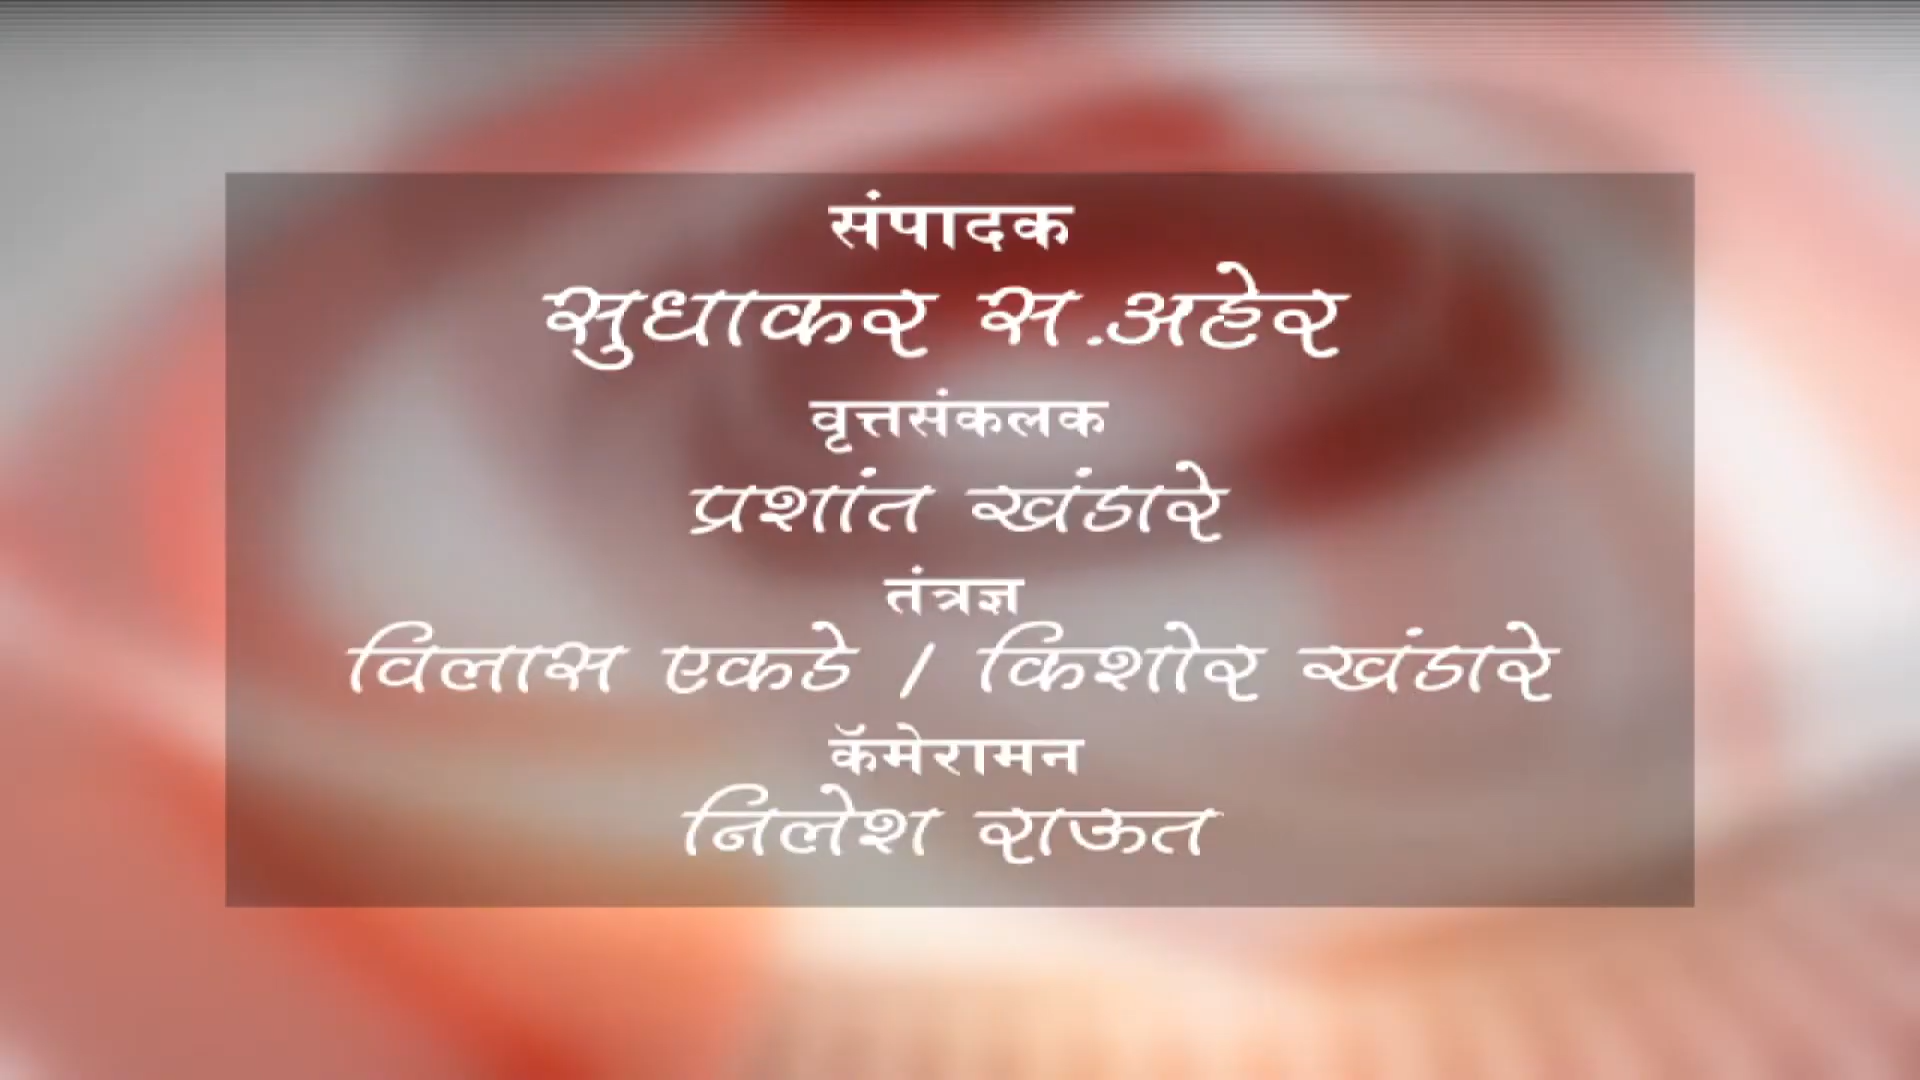 संपादक
सुधाकर स.अहेर
वृत्तसंकलक
प्रशांत खंडारे
तंत्रज्ञ
विलास एकडे / किशोर खंडारे
कॅमेरामन
निलेश राऊत